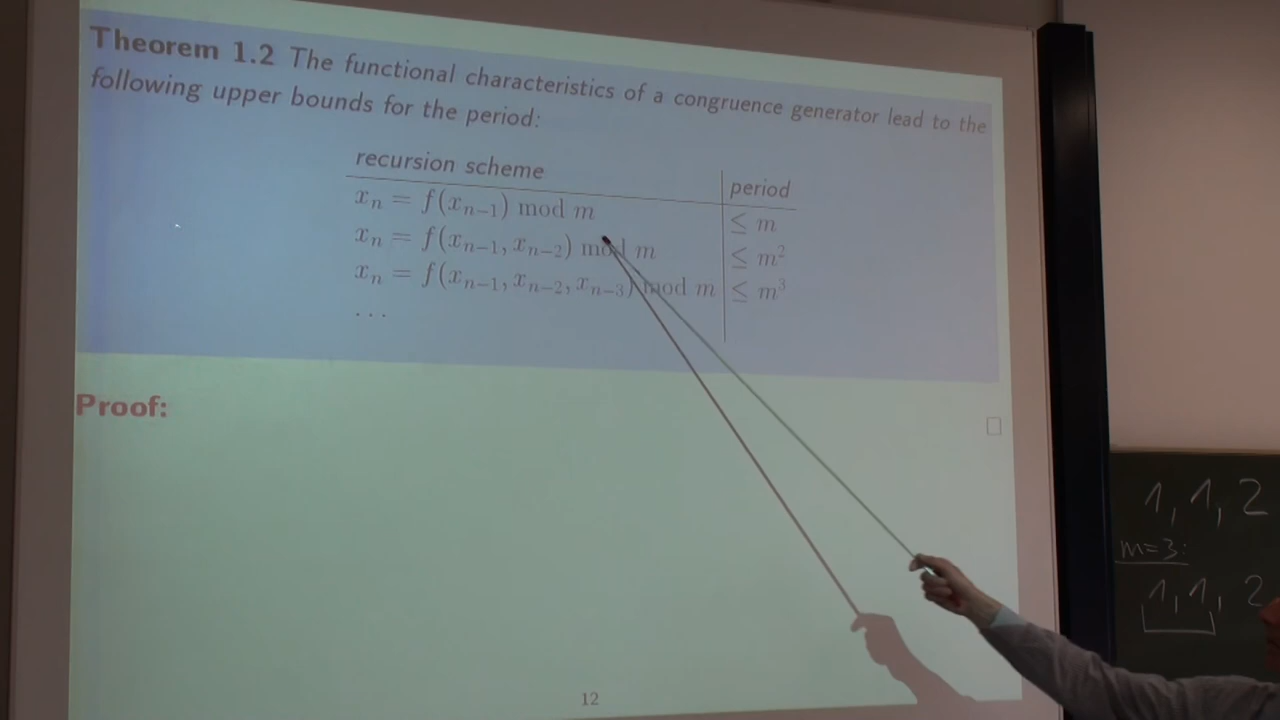 Theorem 1.2 The functional characteristics of a congruence generator lead to the
following upper bounds for the period:
recursion scheme | period
xₙ = f(xₙ₋₁) mod m | ≤ m
xₙ = f(xₙ₋₁, xₙ₋₂) mod m | ≤ m²
xₙ = f(xₙ₋₁, xₙ₋₂, xₙ₋₃) mod m | ≤ m³
. . .
Proof:
□
12
1, 1, 2
m=3:
1, 1, 2